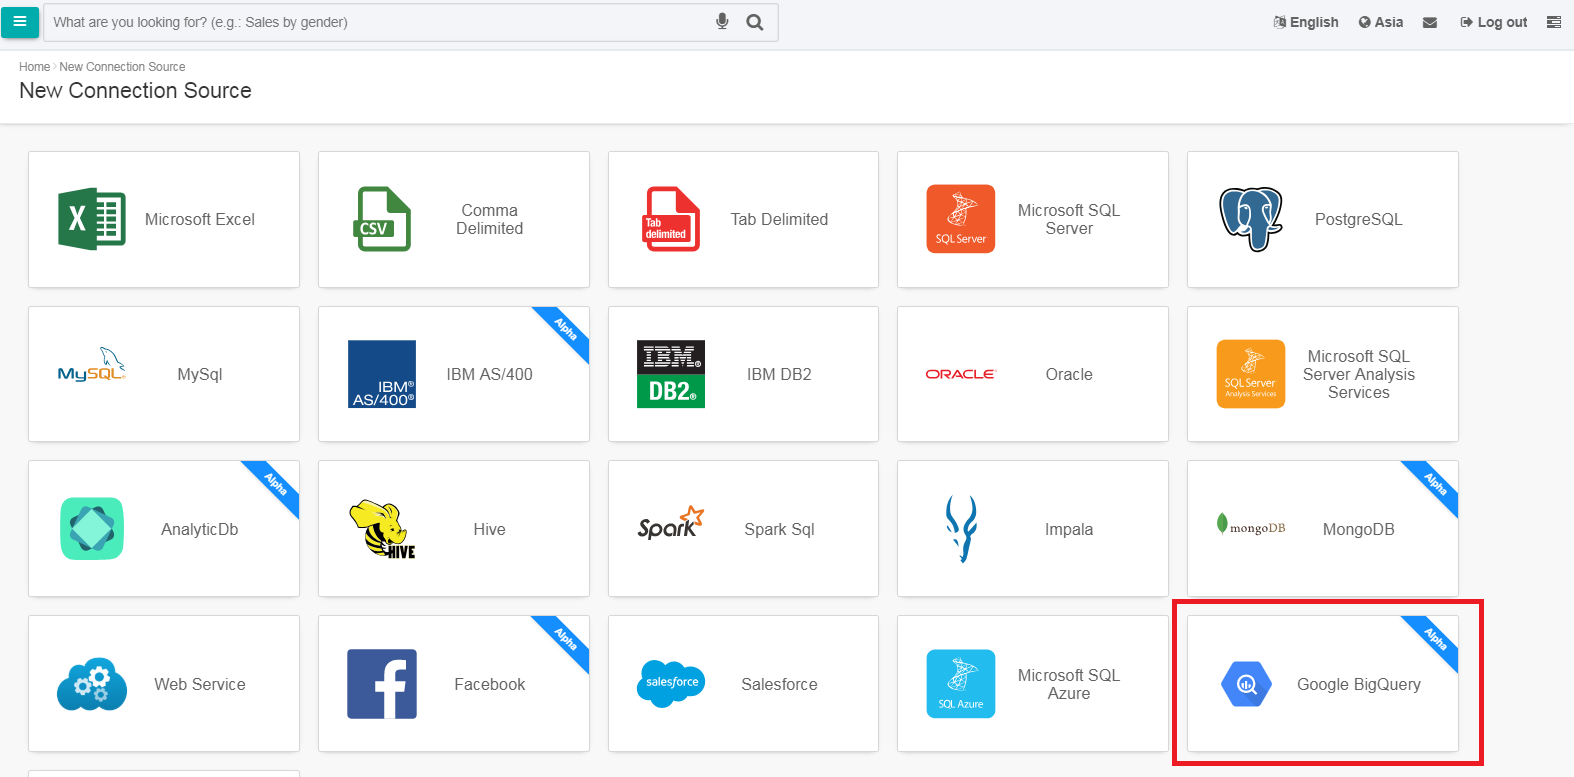 What are you looking for? (e.g.: Sales by gender)
English
Asia
Log out
Home › New Connection Source
New Connection Source
X
Microsoft Excel
CSV
Comma
Delimited
Tab
delimited
Tab Delimited
SQL Server
Microsoft SQL
Server
PostgreSQL
MySQL®
MySql
IBM®
AS/400®
IBM AS/400
Alpha
IBM®
DB2®
IBM DB2
ORACLE®
Oracle
SQL Server
Analysis Services
Microsoft SQL
Server Analysis
Services
AnalyticDb
Alpha
HIVE
Hive
Spark
Spark Sql
Impala
mongoDB
MongoDB
Alpha
Web Service
f
Facebook
Alpha
salesforce
Salesforce
SQL Azure
Microsoft SQL
Azure
Google BigQuery
Alpha